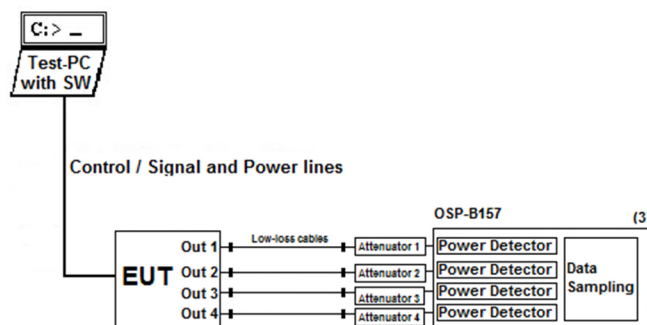 C:> _
Test-PC
with SW
Control / Signal and Power lines
OSP-B157
(3
Out 1
Low-loss cables
Attenuator 1
Power Detector
EUT
Out 2
Attenuator 2
Power Detector
Data
Sampling
Out 3
Attenuator 3
Power Detector
Out 4
Attenuator 4
Power Detector